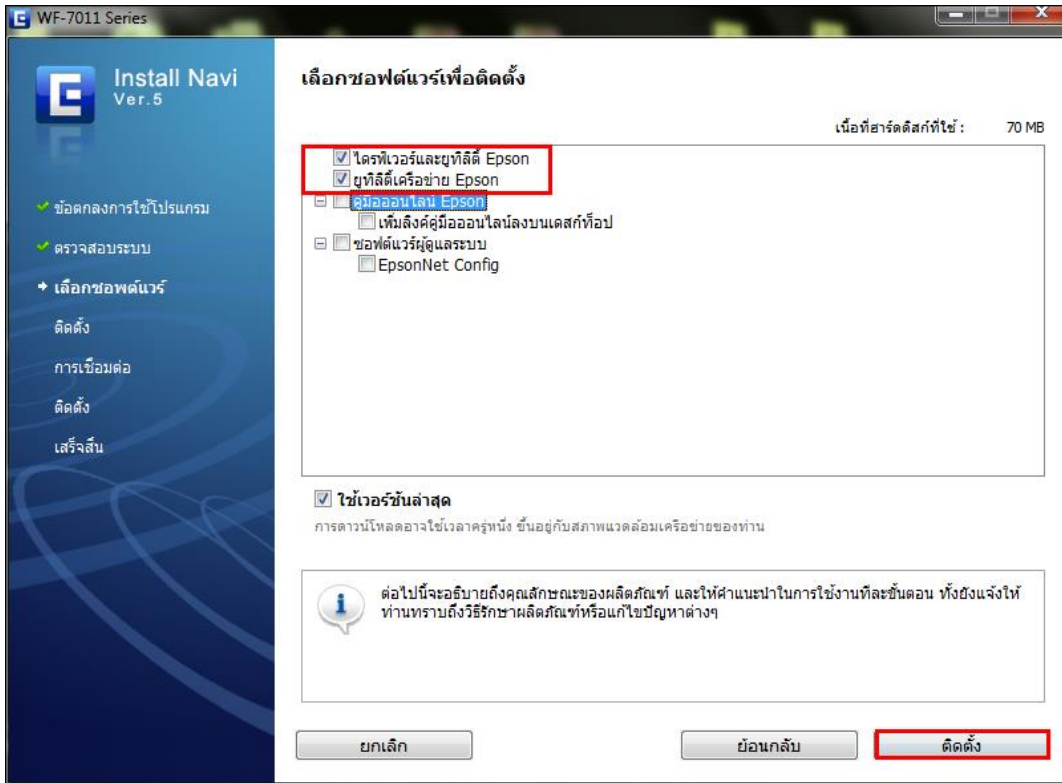 WF-7011 Series
Install Navi
Ver.5
ข้อตกลงการใช้โปรแกรม
ตรวจสอบระบบ
เลือกซอฟต์แวร์
ติดตั้ง
การเชื่อมต่อ
ติดตั้ง
เสร็จสิ้น
เลือกซอฟต์แวร์เพื่อติดตั้ง
เนื้อที่ฮาร์ดดิสก์ที่ใช้ : 70 MB
ไดรฟ์เวอร์และยูทิลิตี้ Epson
ยูทิลิตี้เครือข่าย Epson
คู่มือออนไลน์ Epson
เพิ่มลิงค์คู่มือออนไลน์ลงบนเดสก์ท็อป
ซอฟต์แวร์ผู้ดูแลระบบ
EpsonNet Config
ใช้เวอร์ชันล่าสุด
การดาวน์โหลดอาจใช้เวลาครู่หนึ่ง ขึ้นอยู่กับสภาพแวดล้อมเครือข่ายของท่าน
ต่อไปนี้จะอธิบายถึงคุณลักษณะของผลิตภัณฑ์ และให้คำแนะนำในการใช้งานทีละขั้นตอน ทั้งยังแจ้งให้
ท่านทราบถึงวิธีรักษาผลิตภัณฑ์หรือแก้ไขปัญหาต่างๆ
ยกเลิก
ย้อนกลับ
ติดตั้ง